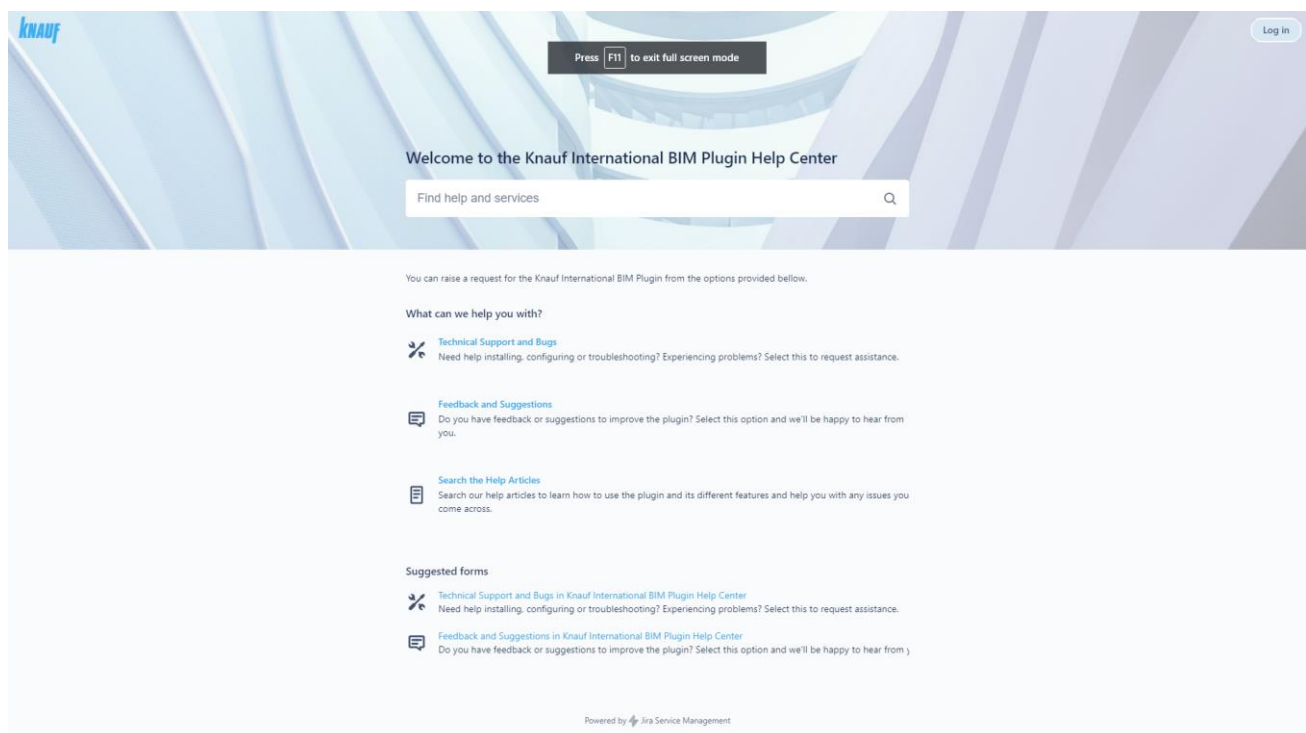 KNAUF
Log in
Press F11 to exit full screen mode
Welcome to the Knauf International BIM Plugin Help Center
Find help and services
You can raise a request for the Knauf International BIM Plugin from the options provided bellow.
What can we help you with?
Technical Support and Bugs
Need help installing, configuring or troubleshooting? Experiencing problems? Select this to request assistance.
Feedback and Suggestions
Do you have feedback or suggestions to improve the plugin? Select this option and we'll be happy to hear from
you.
Search the Help Articles
Search our help articles to learn how to use the plugin and its different features and help you with any issues you
come across.
Suggested forms
Technical Support and Bugs in Knauf International BIM Plugin Help Center
Need help installing, configuring or troubleshooting? Experiencing problems? Select this to request assistance.
Feedback and Suggestions in Knauf International BIM Plugin Help Center
Do you have feedback or suggestions to improve the plugin? Select this option and we'll be happy to hear from
Powered by Jira Service Management